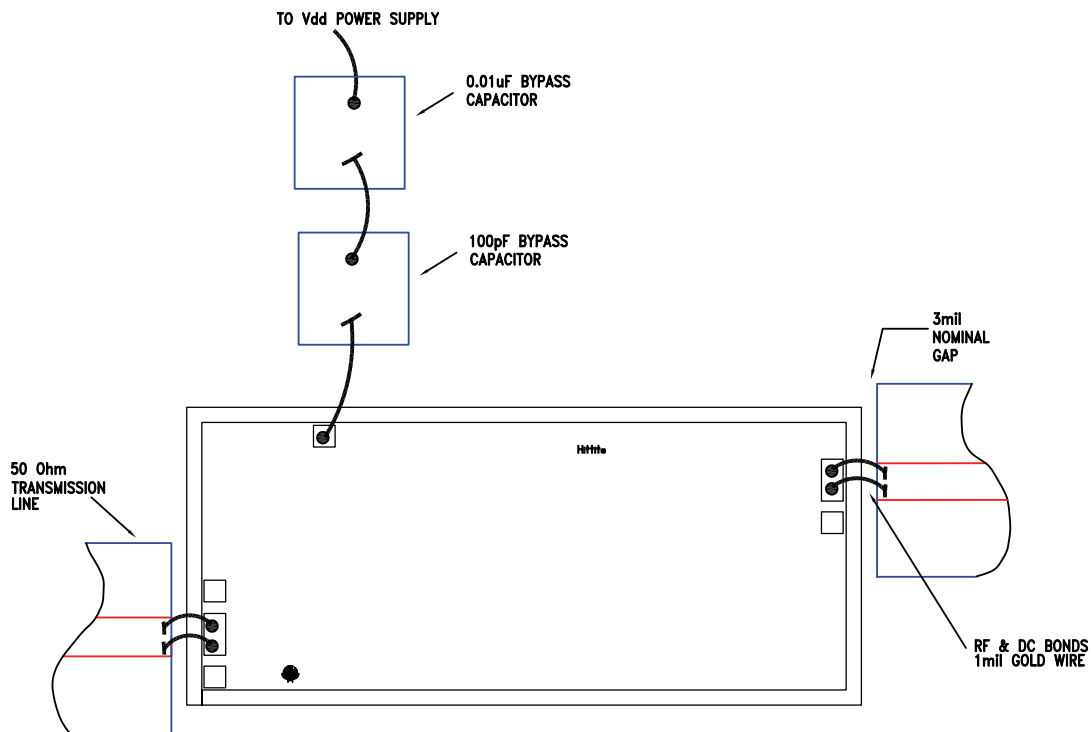 TO Vdd POWER SUPPLY
0.01uF BYPASS
CAPACITOR
100pF BYPASS
CAPACITOR
3mil
NOMINAL
GAP
Hittite
50 Ohm
TRANSMISSION
LINE
RF & DC BONDS
1mil GOLD WIRE